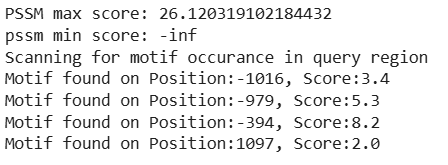 PSSM max score: 26.120319102184432
pssm min score: -inf
Scanning for motif occurance in query region
Motif found on Position:-1016, Score:3.4
Motif found on Position:-979, Score:5.3
Motif found on Position:-394, Score:8.2
Motif found on Position:1097, Score:2.0